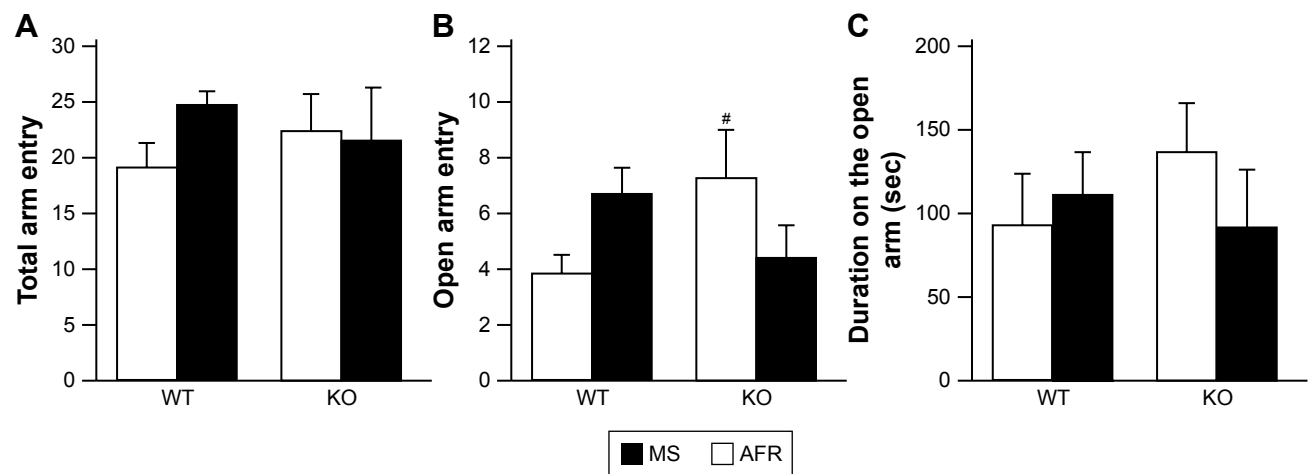 A
Total arm entry
30
25
20
15
10
5
0
WT
KO
B
Open arm entry
12
10
8
6
4
2
0
#
WT
KO
C
Duration on the open
arm (sec)
200
150
100
50
0
WT
KO
MS
AFR